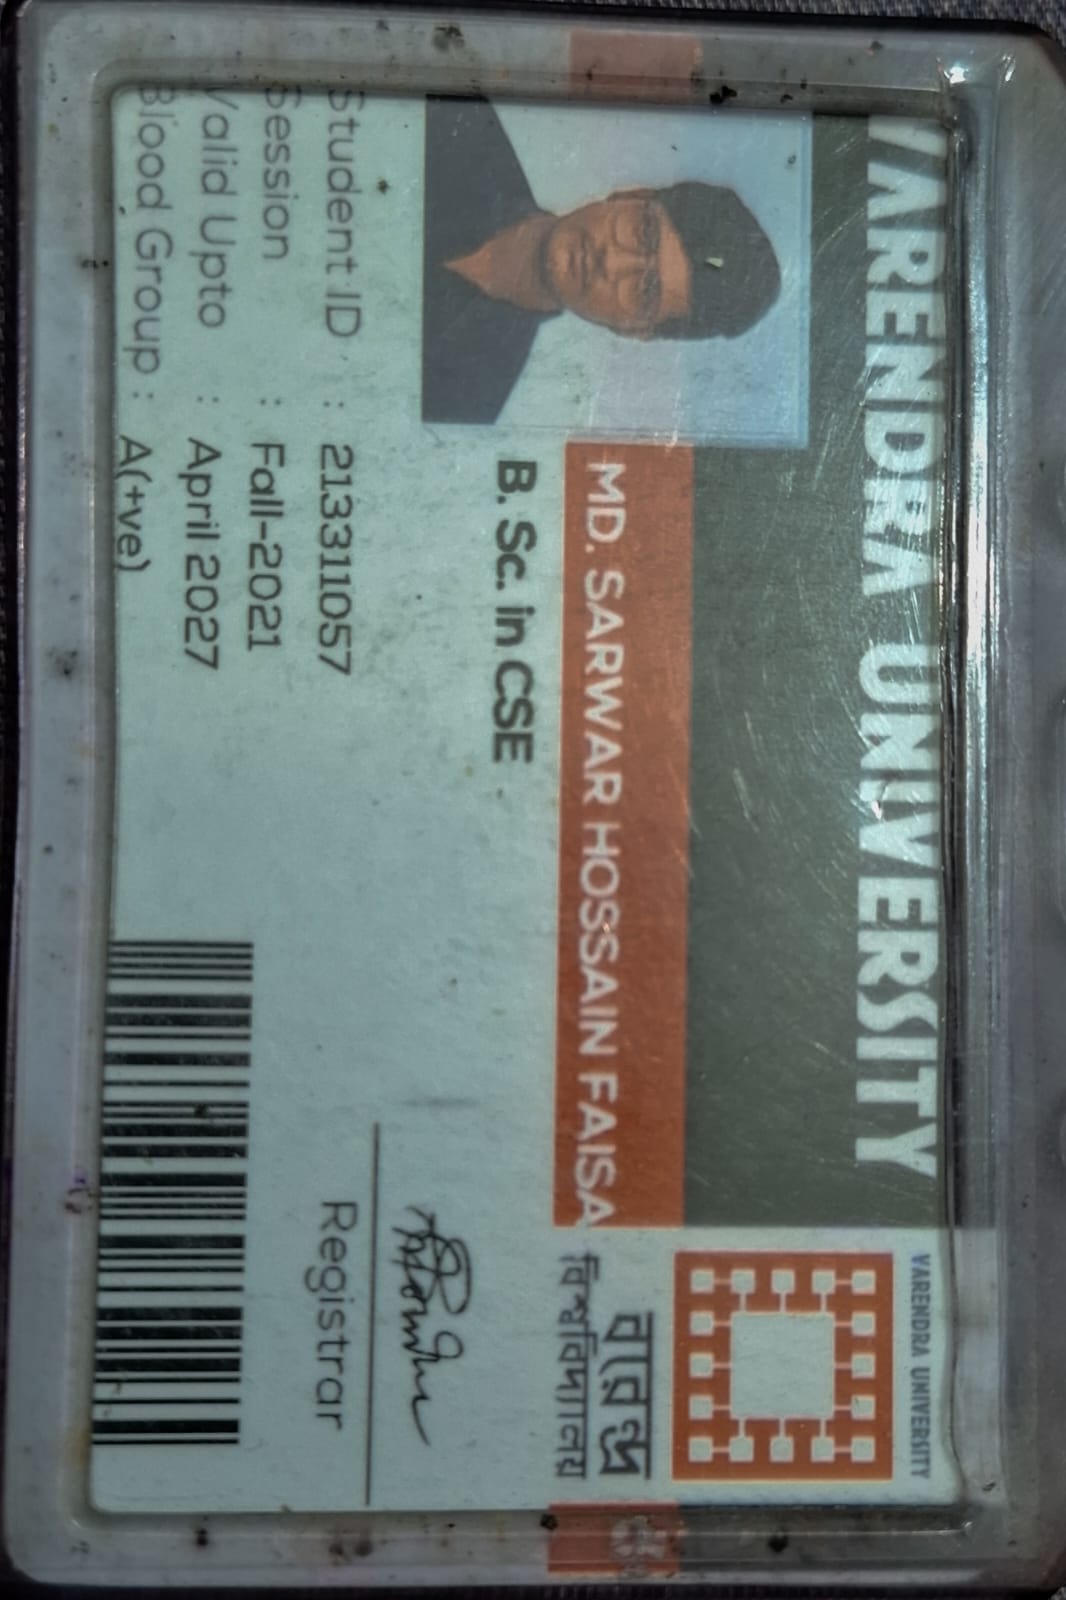 VARENDRA UNIVERSITY
VARENDRA UNIVERSITY
বরেন্দ্র
বিশ্ববিদ্যালয়
MD. SARWAR HOSSAIN FAISA
B. Sc. in CSE
Student ID : 213311057
Session : Fall-2021
Valid Upto : April 2027
Blood Group : A(+ve)
Registrar